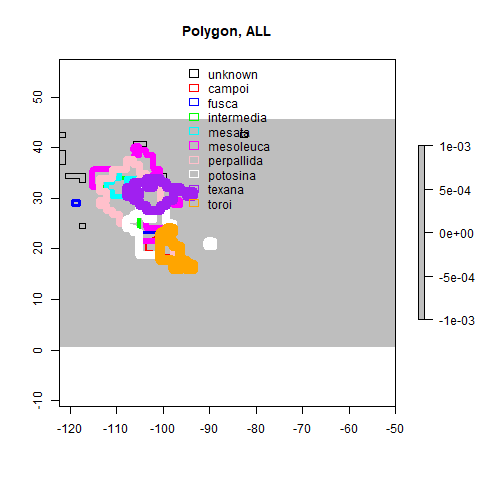 Polygon, ALL
unknown
campoi
fusca
intermedia
mesaia
mesoleuca
perpallida
potosina
texana
toroi
50
40
30
20
10
0
-10
-120
-110
-100
-90
-80
-70
-60
-50
1e-03
5e-04
0e+00
-5e-04
-1e-03